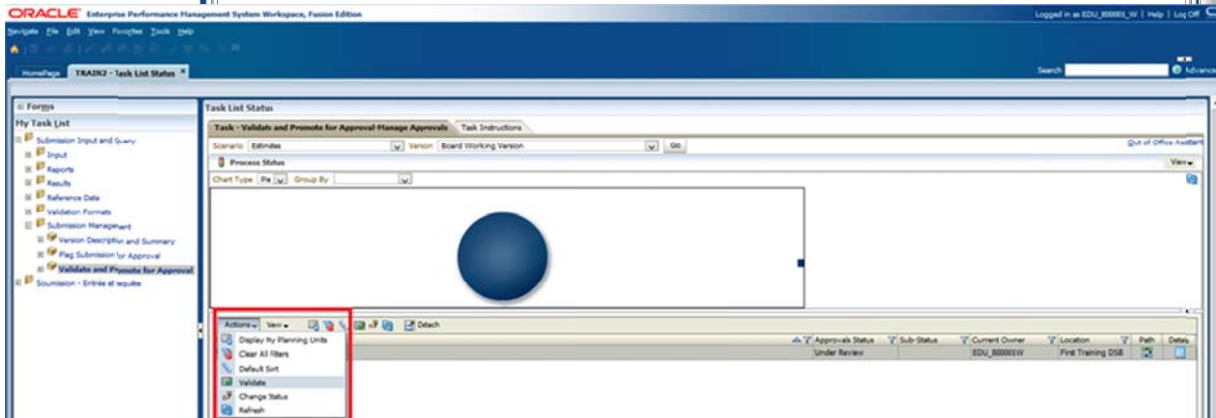 ORACLE Enterprise Performance Management System Workspace, Fusion Edition
Logged in as EDU_B00001_W | Help | Log Off
Navigate File Edit View Favorites Tools Help
HomePage TRAIN2 - Task List Status
Search Advance
Forms
My Task List
Submission Input and Query
Input
Reports
Results
Reference Data
Validation Formats
Submission Management
Version Description and Summary
Flag Submission for Approval
Validate and Promote for Approval
Soumission - Entrée et requête
Task List Status
Task - Validate and Promote for Approval-Manage Approvals Task Instructions
Scenario Estimates Version Board Working Version Go
Out of Office Assistant
Process Status
View
Chart Type Pie Group By
Actions View Detach
Display My Planning Units
Clear All Filters
Default Sort
Validate
Change Status
Refresh
Approvals Status Sub-Status Current Owner Location Path Details
Under Review EDU_B00001W First Training DSB